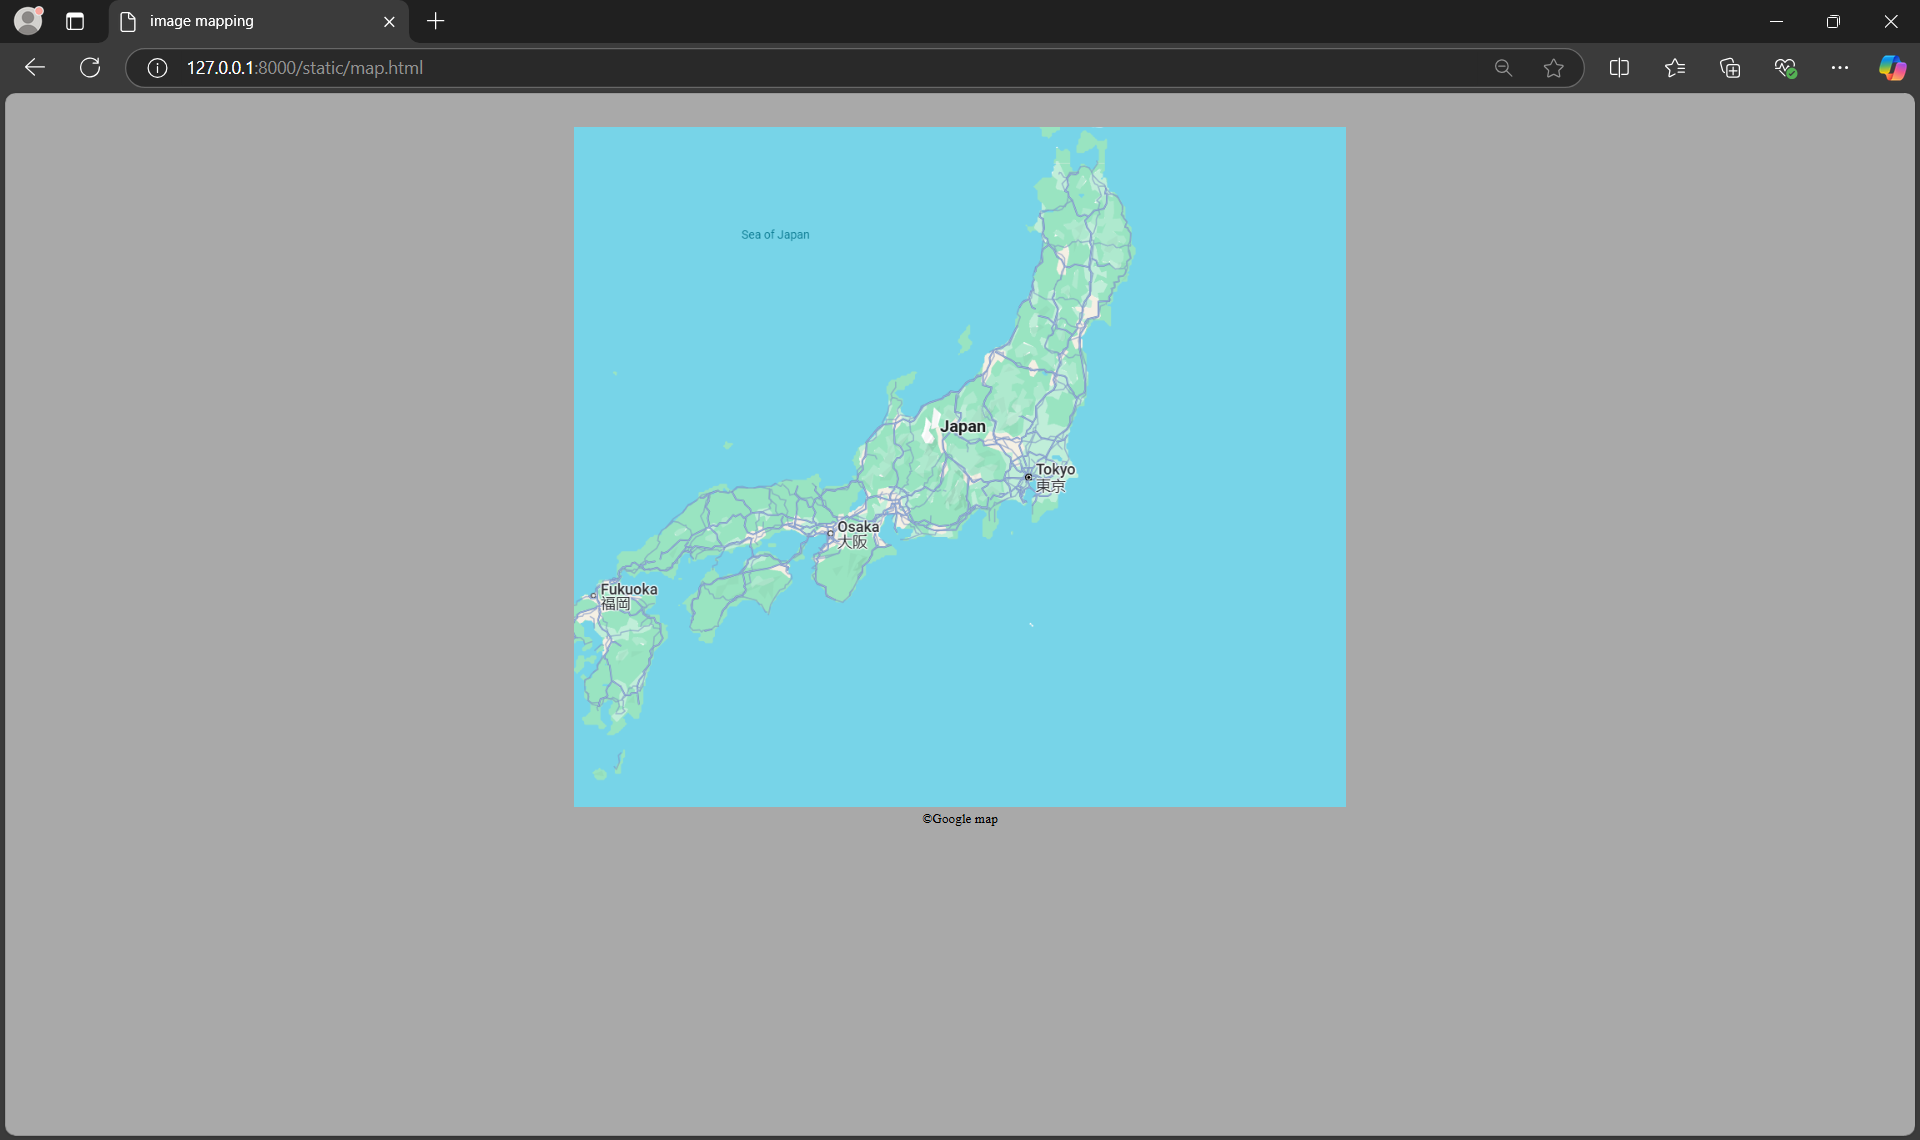 image mapping
127.0.0.1:8000/static/map.html
Sea of Japan
Japan
Tokyo
東京
Osaka
大阪
Fukuoka
福岡
©Google map